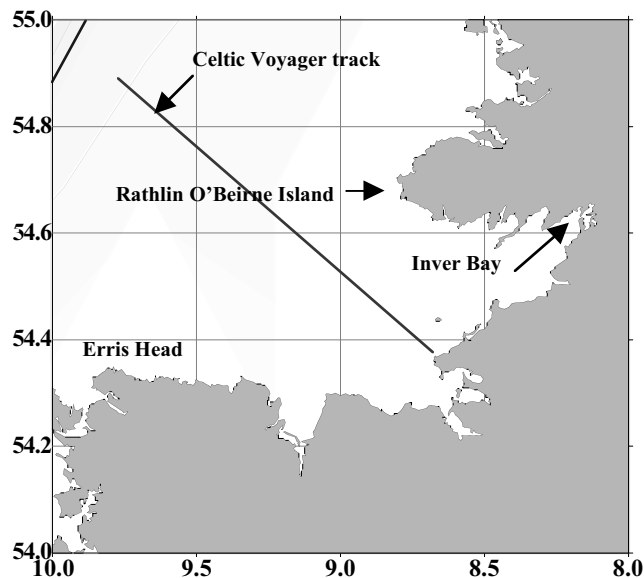 55.0
Celtic Voyager track
54.8
Rathlin O'Beirne Island
54.6
Inver Bay
54.4
Erris Head
54.2
54.0
10.0 9.5 9.0 8.5 8.0